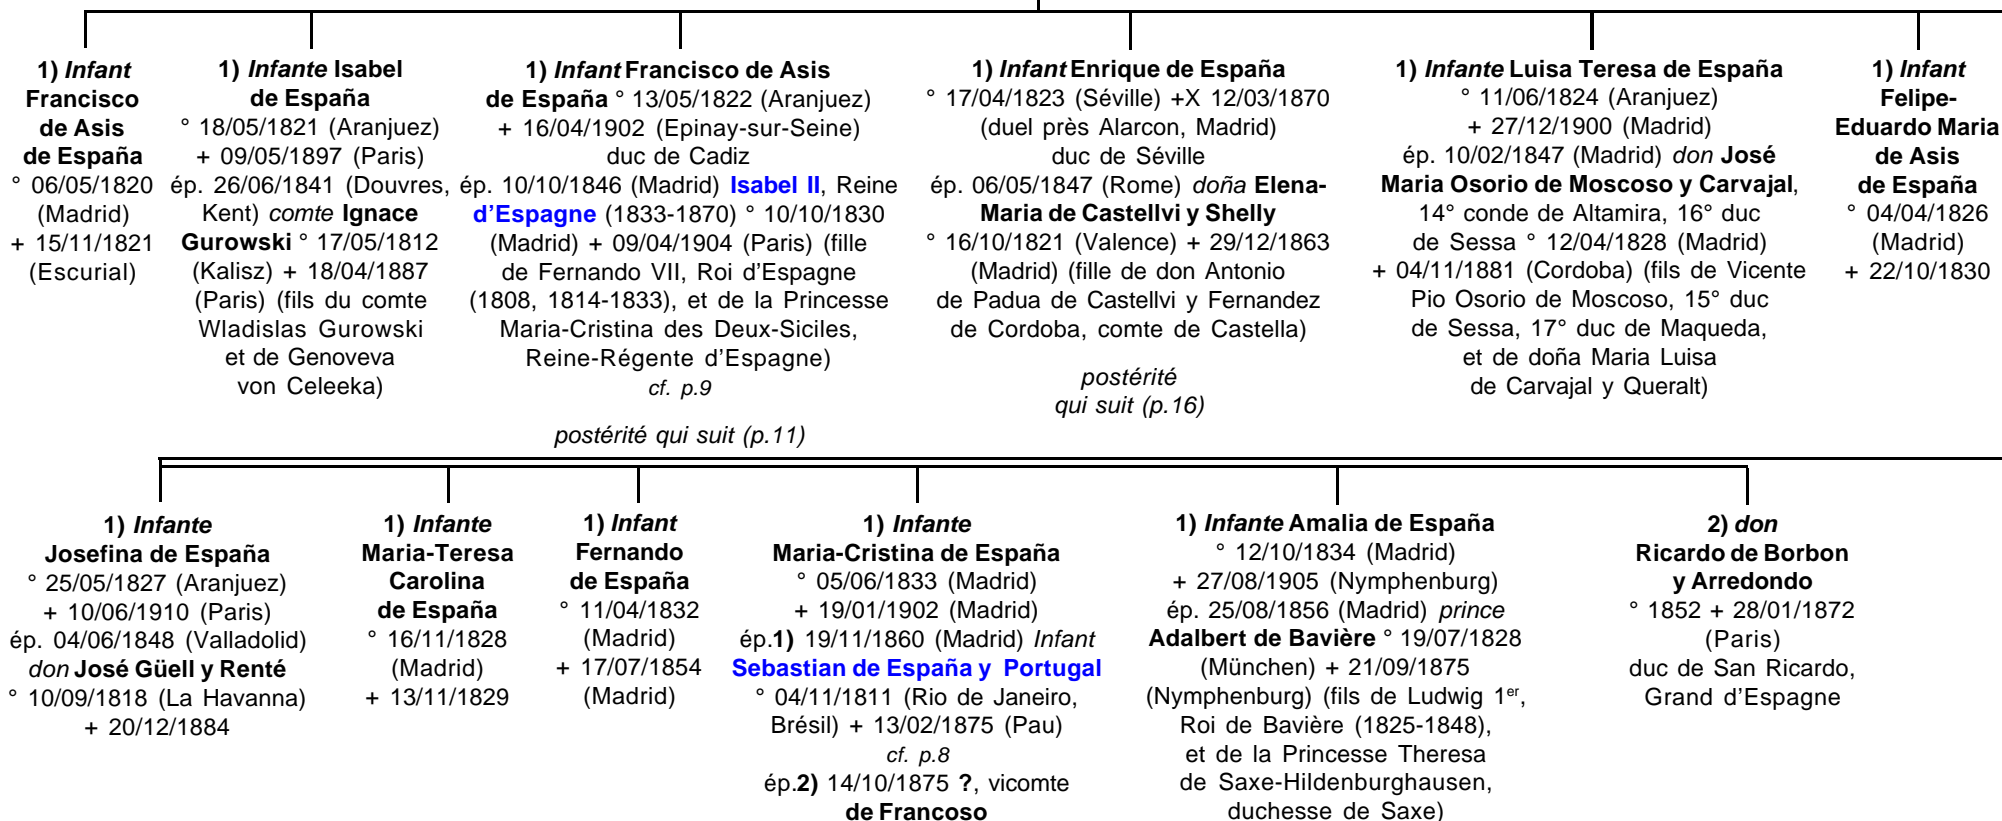 1) Infant
Francisco
de Asis
de España
° 06/05/1820
(Madrid)
+ 15/11/1821
(Escurial)
1) Infante Isabel
de España
° 18/05/1821 (Aranjuez)
+ 09/05/1897 (Paris)
ép. 26/06/1841 (Douvres,
Kent) comte Ignace
Gurowski ° 17/05/1812
(Kalisz) + 18/04/1887
(Paris) (fils du comte
Wladislas Gurowski
et de Genoveva
von Celeeka)
1) Infant Francisco de Asis
de España ° 13/05/1822 (Aranjuez)
+ 16/04/1902 (Epinay-sur-Seine)
duc de Cadiz
ép. 10/10/1846 (Madrid) Isabel II, Reine
d'Espagne (1833-1870) ° 10/10/1830
(Madrid) + 09/04/1904 (Paris) (fille
de Fernando VII, Roi d'Espagne
(1808, 1814-1833), et de la Princesse
Maria-Cristina des Deux-Siciles,
Reine-Régente d'Espagne)
cf. p.9
postérité qui suit (p.11)
1) Infant Enrique de España
° 17/04/1823 (Séville) +X 12/03/1870
(duel près Alarcon, Madrid)
duc de Séville
ép. 06/05/1847 (Rome) doña Elena-
Maria de Castellvi y Shelly
° 16/10/1821 (Valence) + 29/12/1863
(Madrid) (fille de don Antonio
de Padua de Castellvi y Fernandez
de Cordoba, comte de Castella)
postérité
qui suit (p.16)
1) Infante Luisa Teresa de España
° 11/06/1824 (Aranjuez)
+ 27/12/1900 (Madrid)
ép. 10/02/1847 (Madrid) don José
Maria Osorio de Moscoso y Carvajal,
14° conde de Altamira, 16° duc
de Sessa ° 12/04/1828 (Madrid)
+ 04/11/1881 (Cordoba) (fils de Vicente
Pio Osorio de Moscoso, 15° duc
de Sessa, 17° duc de Maqueda,
et de doña Maria Luisa
de Carvajal y Queralt)
1) Infant
Felipe-
Eduardo Maria
de Asis
de España
° 04/04/1826
(Madrid)
+ 22/10/1830
1) Infante
Josefina de España
° 25/05/1827 (Aranjuez)
+ 10/06/1910 (Paris)
ép. 04/06/1848 (Valladolid)
don José Güell y Renté
° 10/09/1818 (La Havanna)
+ 20/12/1884
1) Infante
Maria-Teresa
Carolina
de España
° 16/11/1828
(Madrid)
+ 13/11/1829
1) Infant
Fernando
de España
° 11/04/1832
(Madrid)
+ 17/07/1854
(Madrid)
1) Infante
Maria-Cristina de España
° 05/06/1833 (Madrid)
+ 19/01/1902 (Madrid)
ép.1) 19/11/1860 (Madrid) Infant
Sebastian de España y Portugal
° 04/11/1811 (Rio de Janeiro,
Brésil) + 13/02/1875 (Pau)
cf. p.8
ép.2) 14/10/1875 ?, vicomte
de Francoso
1) Infante Amalia de España
° 12/10/1834 (Madrid)
+ 27/08/1905 (Nymphenburg)
ép. 25/08/1856 (Madrid) prince
Adalbert de Bavière ° 19/07/1828
(München) + 21/09/1875
(Nymphenburg) (fils de Ludwig 1er,
Roi de Bavière (1825-1848),
et de la Princesse Theresa
de Saxe-Hildenburghausen,
duchesse de Saxe)
2) don
Ricardo de Borbon
y Arredondo
° 1852 + 28/01/1872
(Paris)
duc de San Ricardo,
Grand d'Espagne